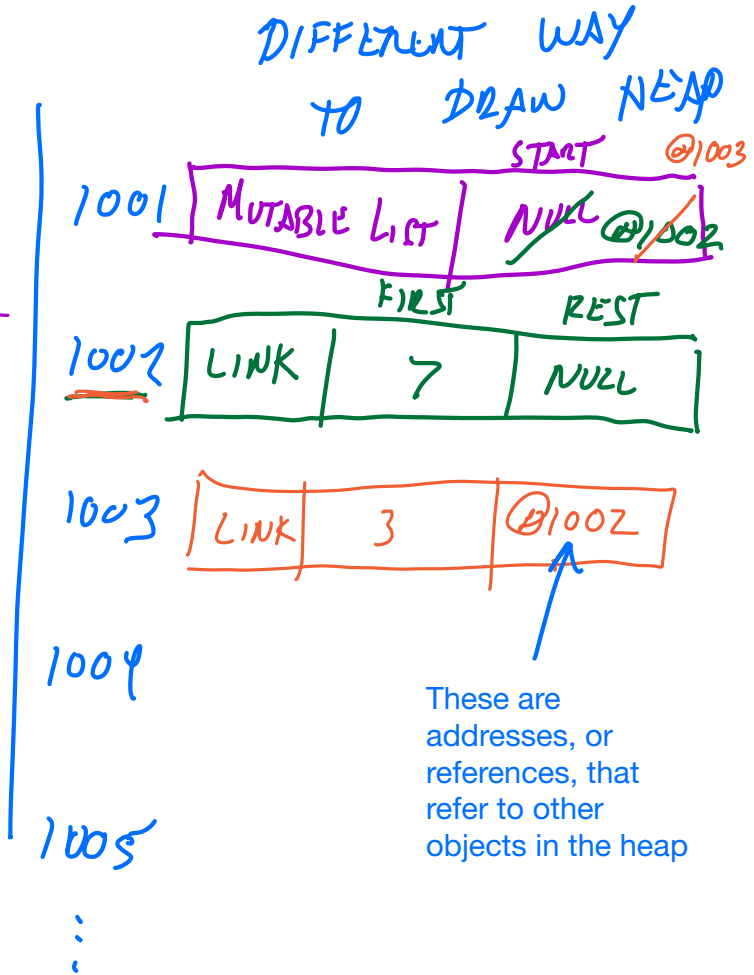 DIFFERENT WAY
TO DRAW HEAP
START @1003
1001 MUTABLE LIST NULL @1002
FIRST REST
1002 LINK 7 NULL
1003 LINK 3 @1002
1004
These are
addresses, or
references, that
refer to other
objects in the heap
1005